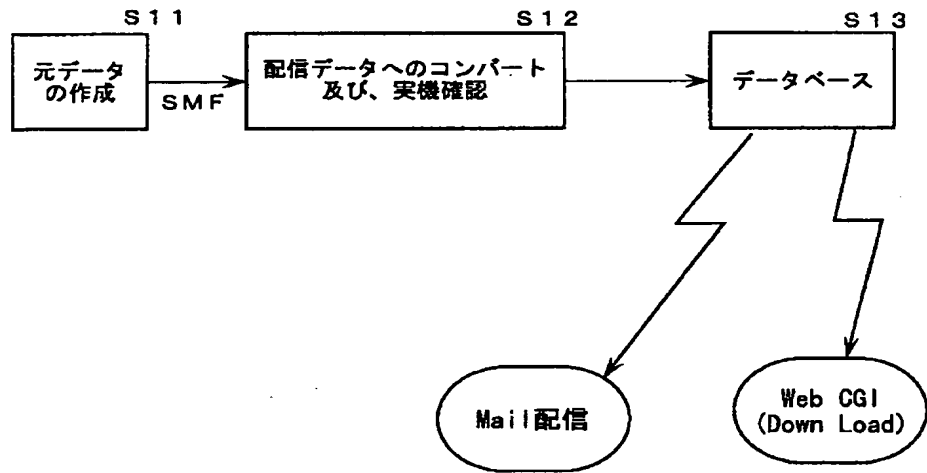 S11
S12
S13
元データ
の作成
SMF
配信データへのコンバート
及び、実機確認
データベース
Mail配信
Web CGI
(Down Load)